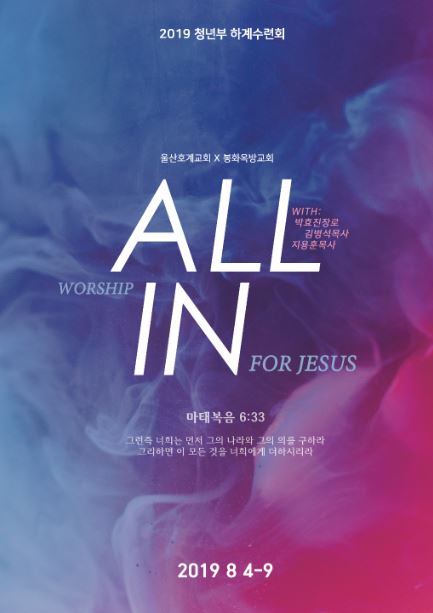 2019 청년부 하계수련회
울산호계교회 X 봉화목방교회
ALL
WITH:
박효진장로
김병석목사
지용훈목사
WORSHIP
IN
FOR JESUS
마태복음 6:33
그런즉 너희는 먼저 그의 나라와 그의 의를 구하라
그리하면 이 모든 것을 너희에게 더하시리라
2019 8 4-9